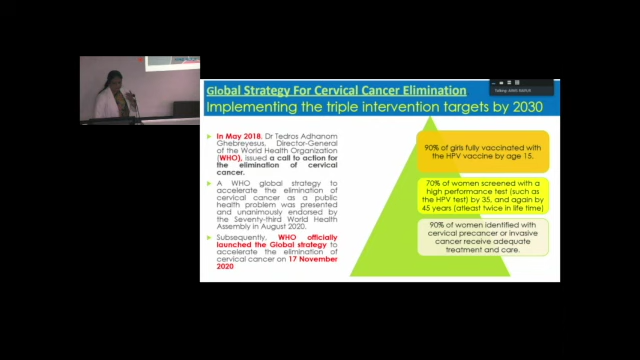 Global Strategy For Cervical Cancer Elimination
Implementing the triple intervention targets by 2030
In May 2018, Dr Tedros Adhanom
Ghebreyesus, Director-General
of the World Health Organization
(WHO), issued a call to action for
the elimination of cervical
cancer.
A WHO global strategy to
accelerate the elimination of
cervical cancer as a public
health problem was presented
and unanimously endorsed by the
Seventy-third World Health
Assembly in August 2020.
Subsequently, WHO officially
launched the Global strategy to
accelerate the elimination of
cervical cancer on 17 November
2020
90% of girls fully vaccinated with
the HPV vaccine by age 15.
70% of women screened with a
high performance test (such
as the HPV test) by 35, and again by
45 years (atleast twice in life time)
90% of women identified with
cervical precancer or invasive
cancer receive adequate
treatment and care.